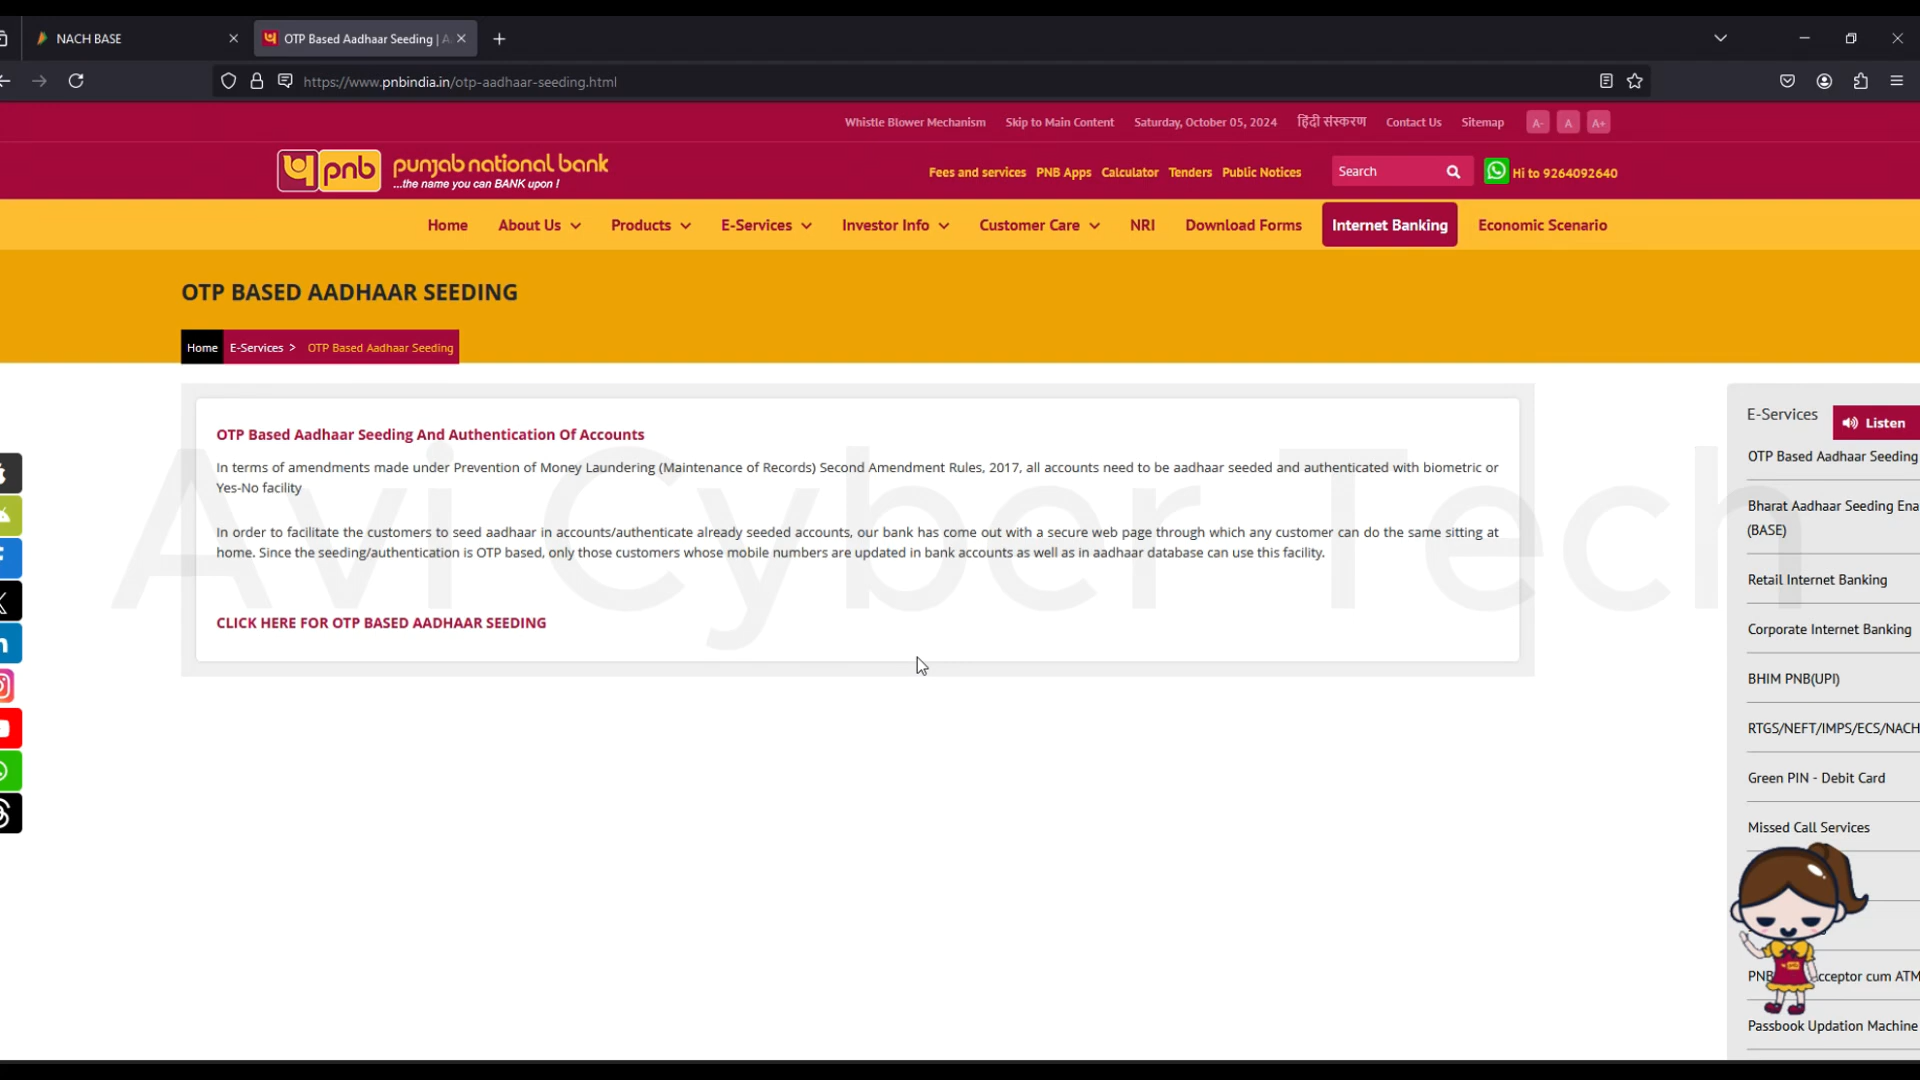 NACH BASE
OTP Based Aadhaar Seeding | A
https://www.pnbindia.in/otp-aadhaar-seeding.html
Whistle Blower Mechanism Skip to Main Content Saturday, October 05, 2024 हिंदी संस्करण Contact Us Sitemap A- A A+
पण pnb punjab national bank
...the name you can BANK upon !
Fees and services PNB Apps Calculator Tenders Public Notices Search Hi to 9264092640
Home About Us Products E-Services Investor Info Customer Care NRI Download Forms Internet Banking Economic Scenario
OTP BASED AADHAAR SEEDING
Home E-Services > OTP Based Aadhaar Seeding
OTP Based Aadhaar Seeding And Authentication Of Accounts
In terms of amendments made under Prevention of Money Laundering (Maintenance of Records) Second Amendment Rules, 2017, all accounts need to be aadhaar seeded and authenticated with biometric or
Yes-No facility
In order to facilitate the customers to seed aadhaar in accounts/authenticate already seeded accounts, our bank has come out with a secure web page through which any customer can do the same sitting at
home. Since the seeding/authentication is OTP based, only those customers whose mobile numbers are updated in bank accounts as well as in aadhaar database can use this facility.
CLICK HERE FOR OTP BASED AADHAAR SEEDING
Avi Cyber Tech
E-Services
Listen
OTP Based Aadhaar Seeding
Bharat Aadhaar Seeding Ena
(BASE)
Retail Internet Banking
Corporate Internet Banking
BHIM PNB(UPI)
RTGS/NEFT/IMPS/ECS/NACH
Green PIN - Debit Card
Missed Call Services
PNB cceptor cum ATM
Passbook Updation Machine